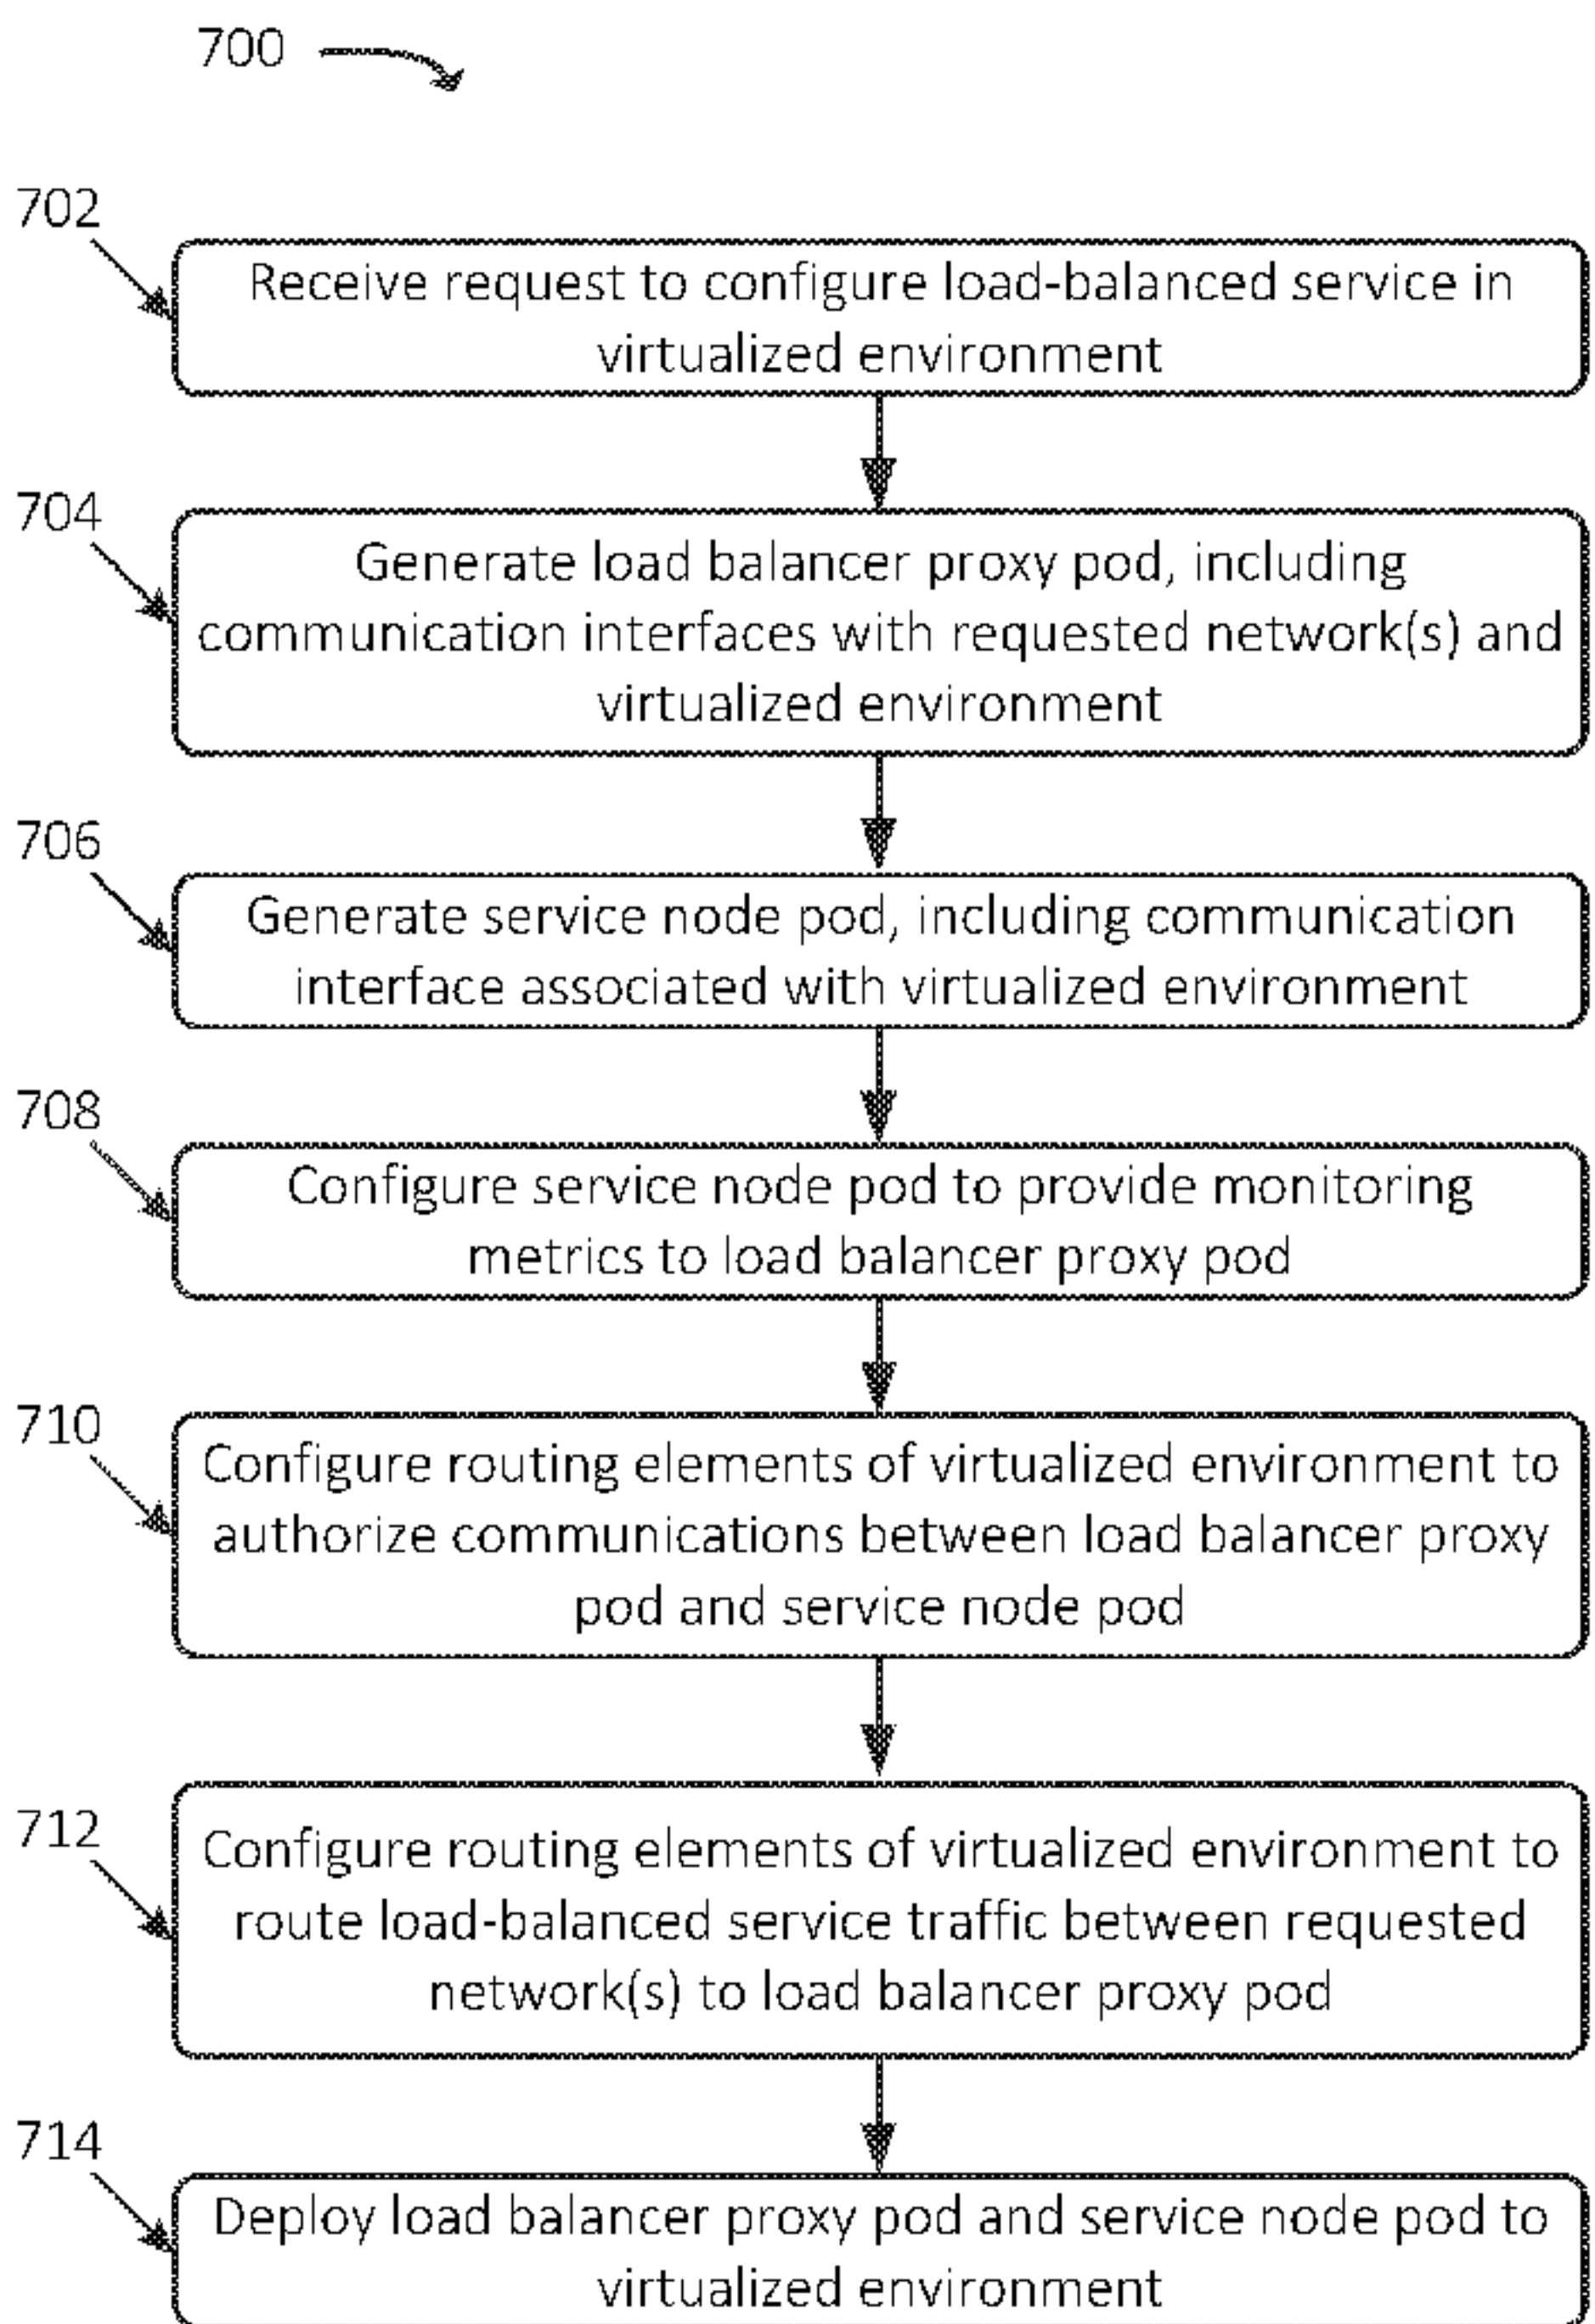 700
702
Receive request to configure load-balanced service in
virtualized environment
704
Generate load balancer proxy pod, including
communication interfaces with requested network(s) and
virtualized environment
706
Generate service node pod, including communication
interface associated with virtualized environment
708
Configure service node pod to provide monitoring
metrics to load balancer proxy pod
710
Configure routing elements of virtualized environment to
authorize communications between load balancer proxy
pod and service node pod
712
Configure routing elements of virtualized environment to
route load-balanced service traffic between requested
network(s) to load balancer proxy pod
714
Deploy load balancer proxy pod and service node pod to
virtualized environment